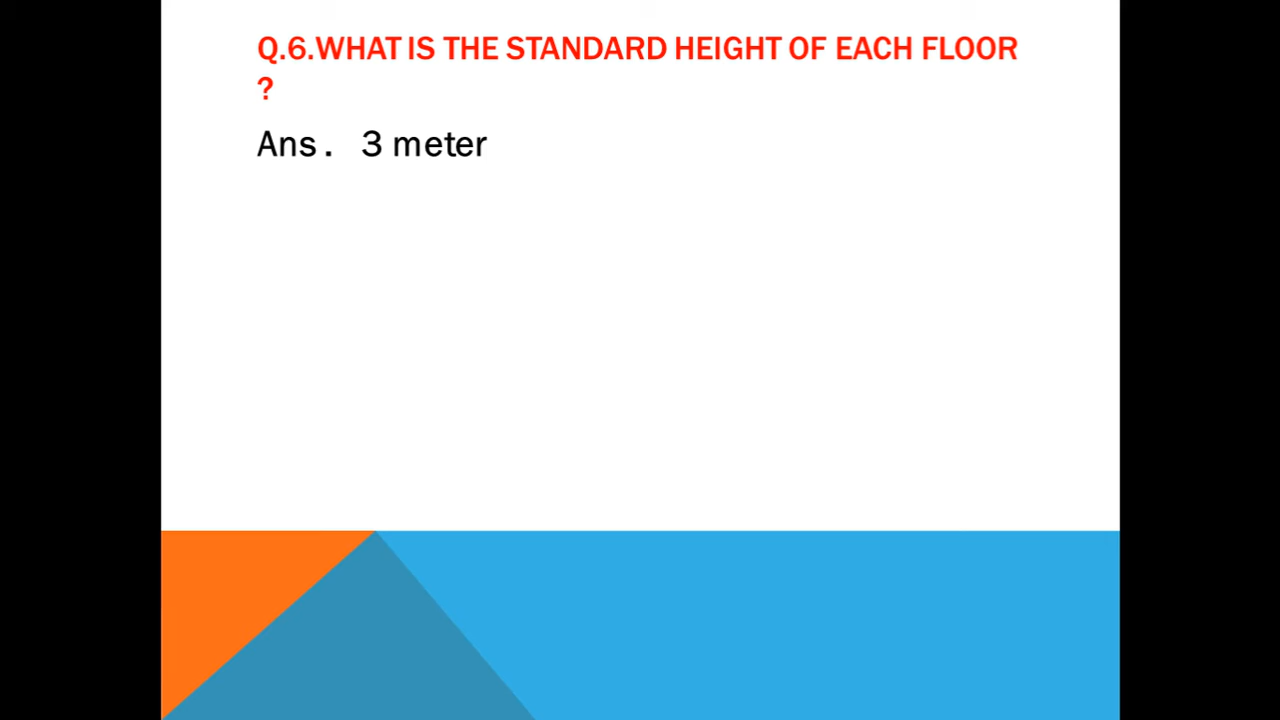 Q.6.WHAT IS THE STANDARD HEIGHT OF EACH FLOOR
?
Ans. 3 meter